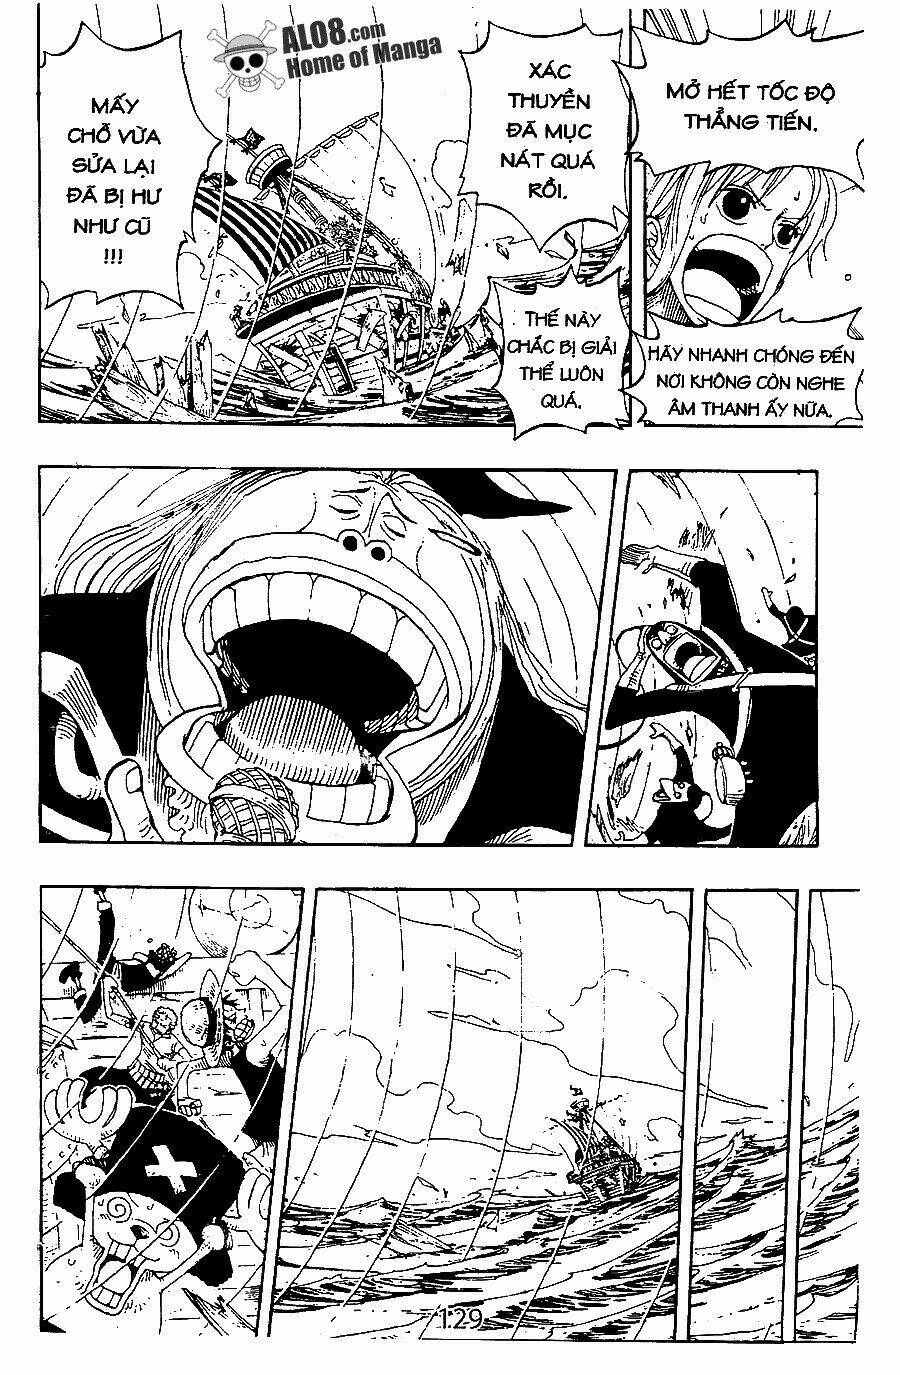 AL08.com
Home of Manga
MỞ HẾT TỐC ĐỘ
THẲNG TIẾN.
HÃY NHANH CHÓNG ĐẾN
NƠI KHÔNG CÒN NGHE
ÂM THANH ẤY NỮA.
XÁC
THUYỀN
ĐÃ MỤC
NÁT QUÁ
RỒI.
THẾ NÀY
CHẮC BỊ GIẢI
THỂ LUÔN
QUÁ.
MẤY
CHỖ VỪA
SỬA LẠI
ĐÃ BỊ HƯ
NHƯ CŨ
!!!
129